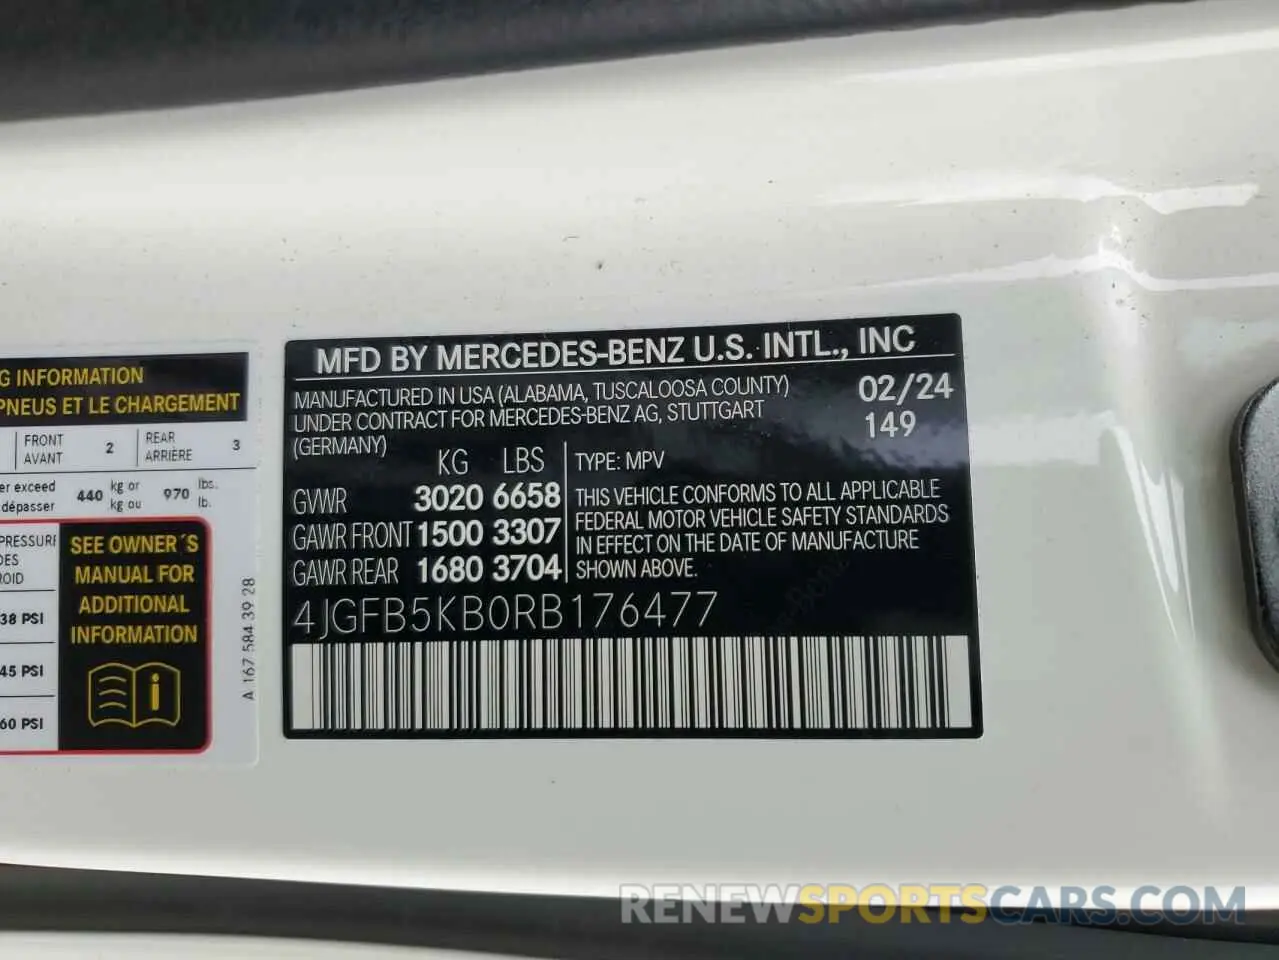 G INFORMATION
PNEUS ET LE CHARGEMENT
FRONT
AVANT
2
REAR
ARRIÈRE
3
er exceed
dépasser
440
kg or
kg ou
970
lbs.
lb.
PRESSURE
DES
ROID
38 PSI
45 PSI
60 PSI
SEE OWNER´S
MANUAL FOR
ADDITIONAL
INFORMATION
i
A 167 584 39 28
MFD BY MERCEDES-BENZ U.S. INTL., INC
MANUFACTURED IN USA (ALABAMA, TUSCALOOSA COUNTY)
UNDER CONTRACT FOR MERCEDES-BENZ AG, STUTTGART
(GERMANY)
02/24
149
KG LBS
GVWR 3020 6658
GAWR FRONT 1500 3307
GAWR REAR 1680 3704
TYPE: MPV
THIS VEHICLE CONFORMS TO ALL APPLICABLE
FEDERAL MOTOR VEHICLE SAFETY STANDARDS
IN EFFECT ON THE DATE OF MANUFACTURE
SHOWN ABOVE.
4JGFB5KB0RB176477
RENEWSPORTSCARS.COM